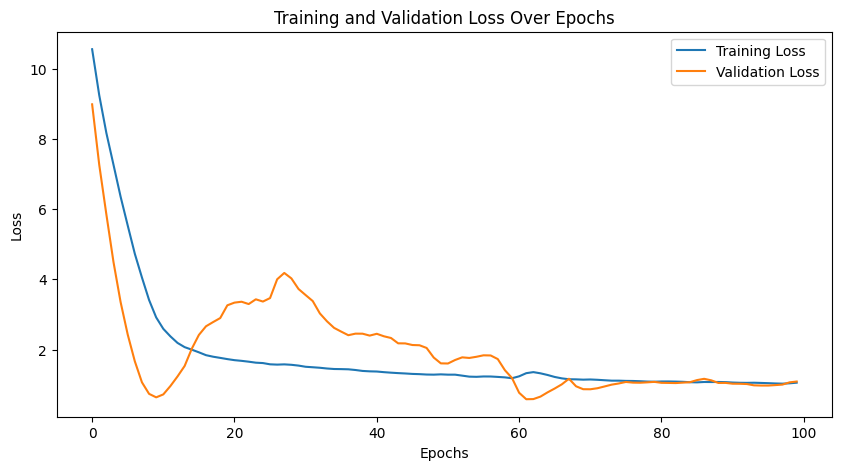 Training and Validation Loss Over Epochs
Training Loss
Validation Loss
10
8
6
4
2
Loss
0
20
40
60
80
100
Epochs